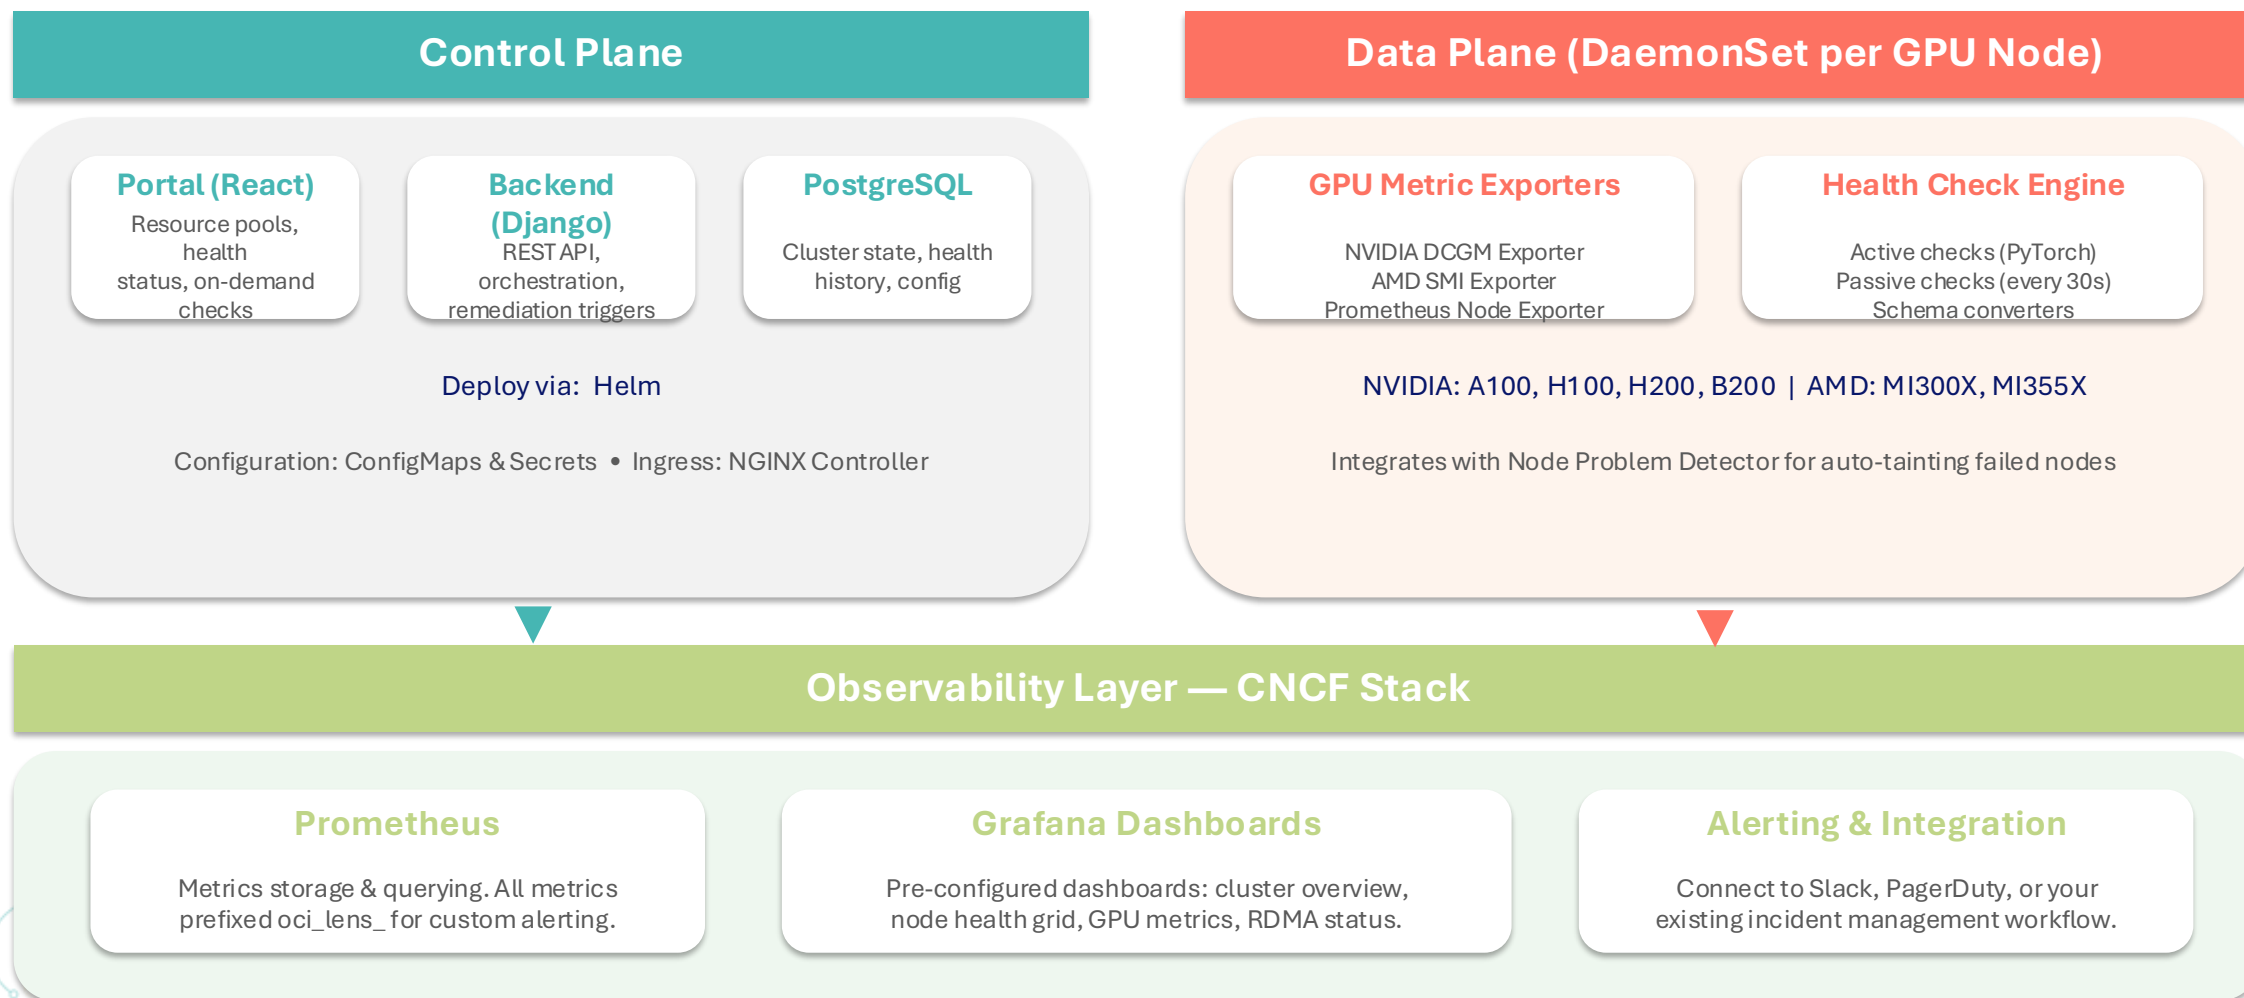 Control Plane
Portal (React)
Resource pools,
health
status, on-demand
checks
Backend
(Django)
REST API,
orchestration,
remediation triggers
PostgreSQL
Cluster state, health
history, config
Deploy via: Helm
Configuration: ConfigMaps & Secrets • Ingress: NGINX Controller
Data Plane (DaemonSet per GPU Node)
GPU Metric Exporters
NVIDIA DCGM Exporter
AMD SMI Exporter
Prometheus Node Exporter
Health Check Engine
Active checks (PyTorch)
Passive checks (every 30s)
Schema converters
NVIDIA: A100, H100, H200, B200 | AMD: MI300X, MI355X
Integrates with Node Problem Detector for auto-tainting failed nodes
Observability Layer — CNCF Stack
Prometheus
Metrics storage & querying. All metrics
prefixed oci_lens_ for custom alerting.
Grafana Dashboards
Pre-configured dashboards: cluster overview,
node health grid, GPU metrics, RDMA status.
Alerting & Integration
Connect to Slack, PagerDuty, or your
existing incident management workflow.